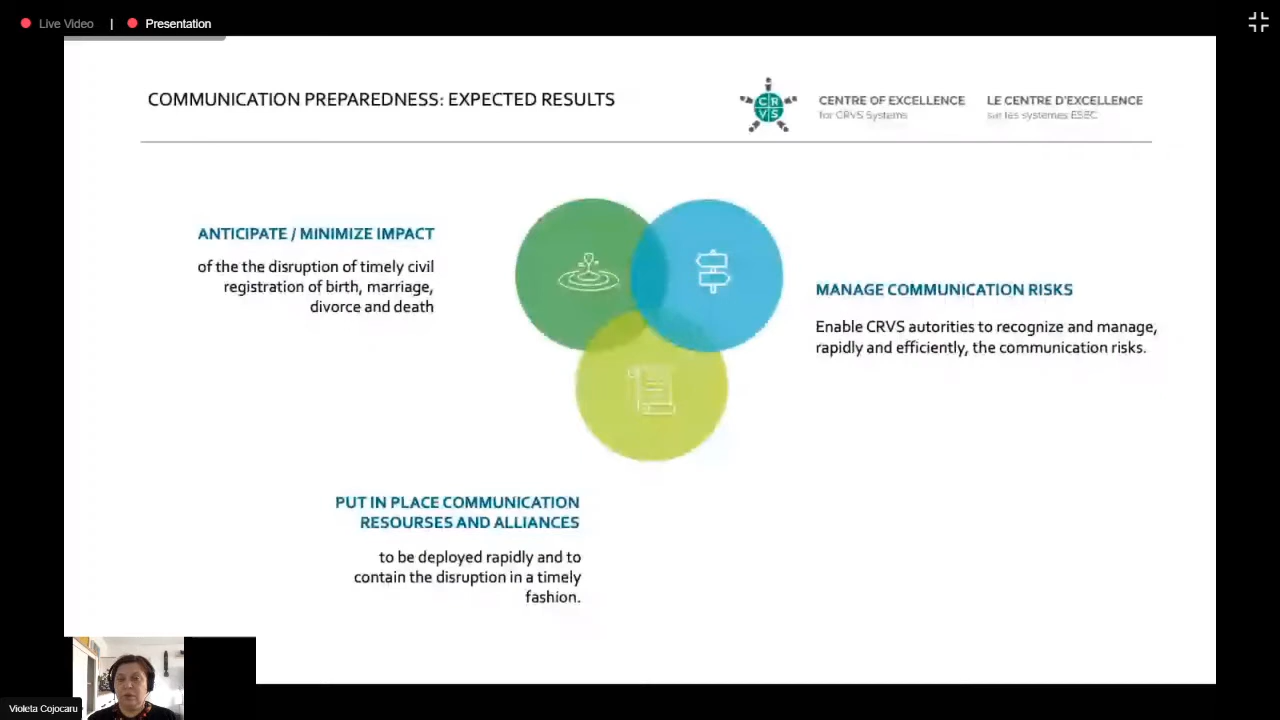 Live Video | Presentation
COMMUNICATION PREPAREDNESS: EXPECTED RESULTS
CRVS
CENTRE OF EXCELLENCE
for CRVS Systems
LE CENTRE D'EXCELLENCE
sur les systèmes ESEC
ANTICIPATE / MINIMIZE IMPACT
of the the disruption of timely civil
registration of birth, marriage,
divorce and death
MANAGE COMMUNICATION RISKS
Enable CRVS autorities to recognize and manage,
rapidly and efficiently, the communication risks.
PUT IN PLACE COMMUNICATION
RESOURSES AND ALLIANCES
to be deployed rapidly and to
contain the disruption in a timely
fashion.
Violeta Cojocaru